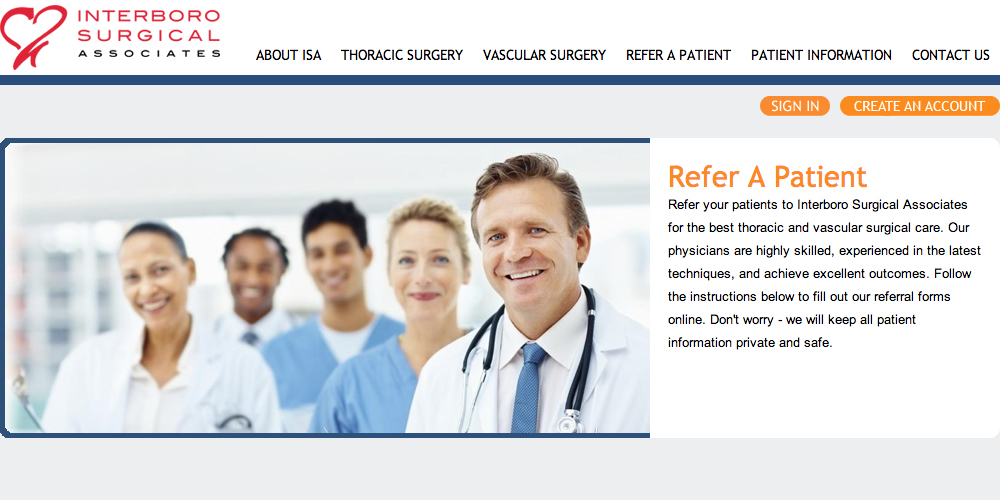 INTERBORO
SURGICAL
ASSOCIATES
ABOUT ISA THORACIC SURGERY VASCULAR SURGERY REFER A PATIENT PATIENT INFORMATION CONTACT US
SIGN IN CREATE AN ACCOUNT
Refer A Patient
Refer your patients to Interboro Surgical Associates
for the best thoracic and vascular surgical care. Our
physicians are highly skilled, experienced in the latest
techniques, and achieve excellent outcomes. Follow
the instructions below to fill out our referral forms
online. Don't worry - we will keep all patient
information private and safe.